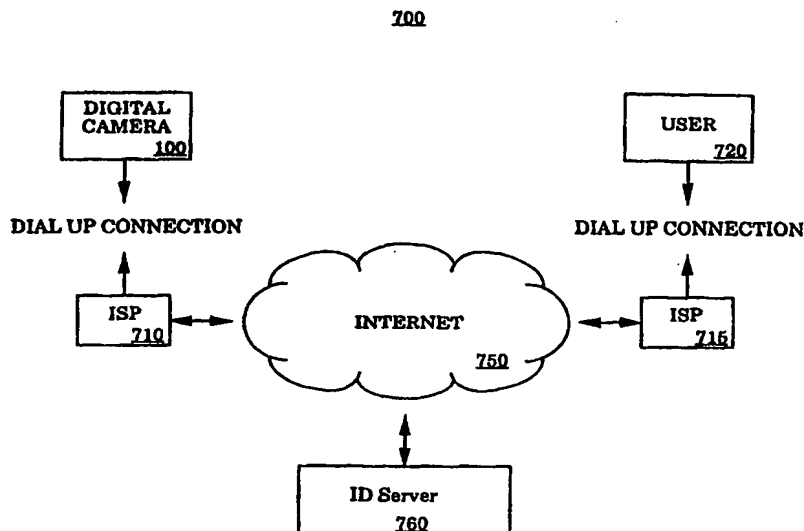 700
DIGITAL
CAMERA
100
USER
720
DIAL UP CONNECTION
DIAL UP CONNECTION
ISP
710
INTERNET
750
ISP
715
ID Server
760